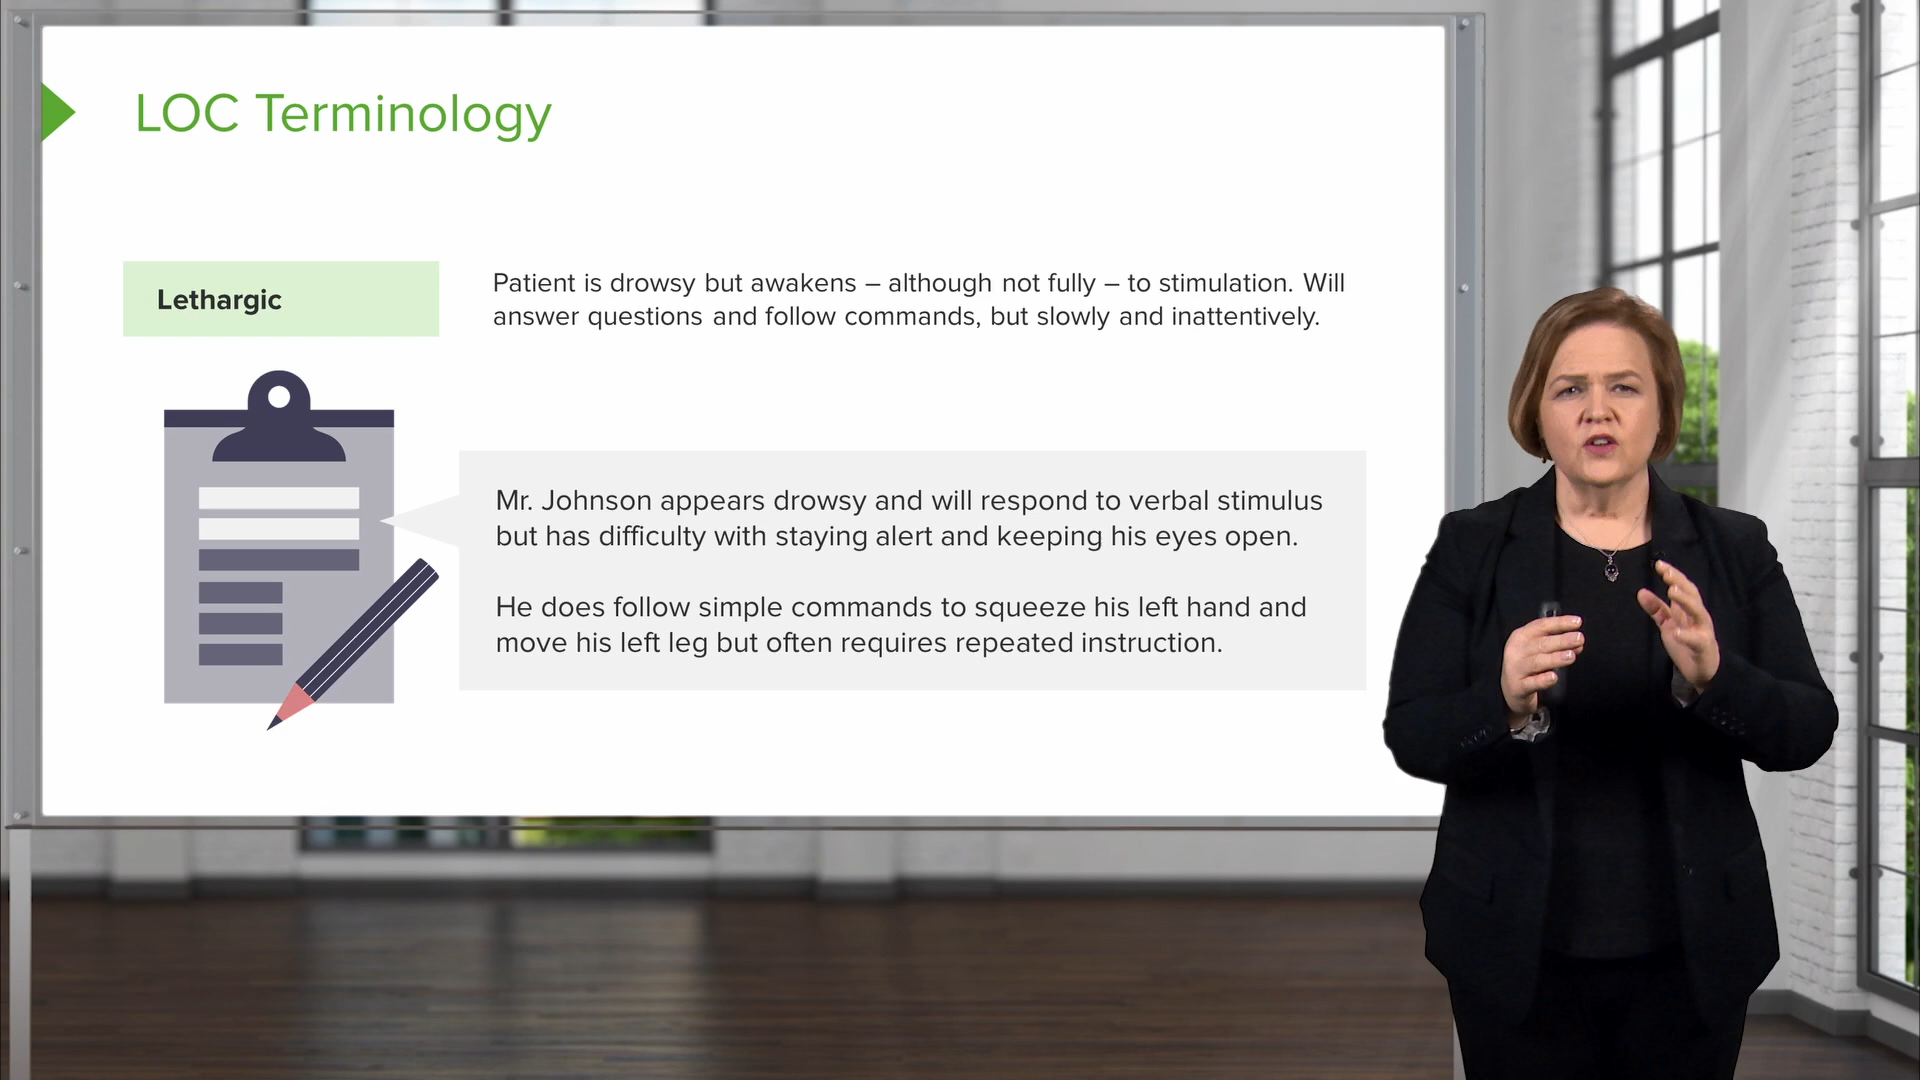 LOC Terminology
Lethargic
Patient is drowsy but awakens – although not fully – to stimulation. Will
answer questions and follow commands, but slowly and inattentively.
Mr. Johnson appears drowsy and will respond to verbal stimulus
but has difficulty with staying alert and keeping his eyes open.
He does follow simple commands to squeeze his left hand and
move his left leg but often requires repeated instruction.